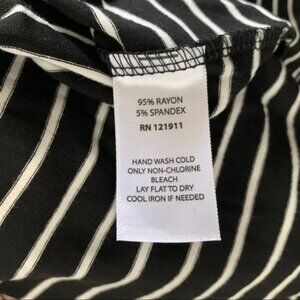 95% RAYON
5% SPANDEX
RN 121911
HAND WASH COLD
ONLY NON-CHLORINE
BLEACH
LAY FLAT TO DRY
COOL IRON IF NEEDED